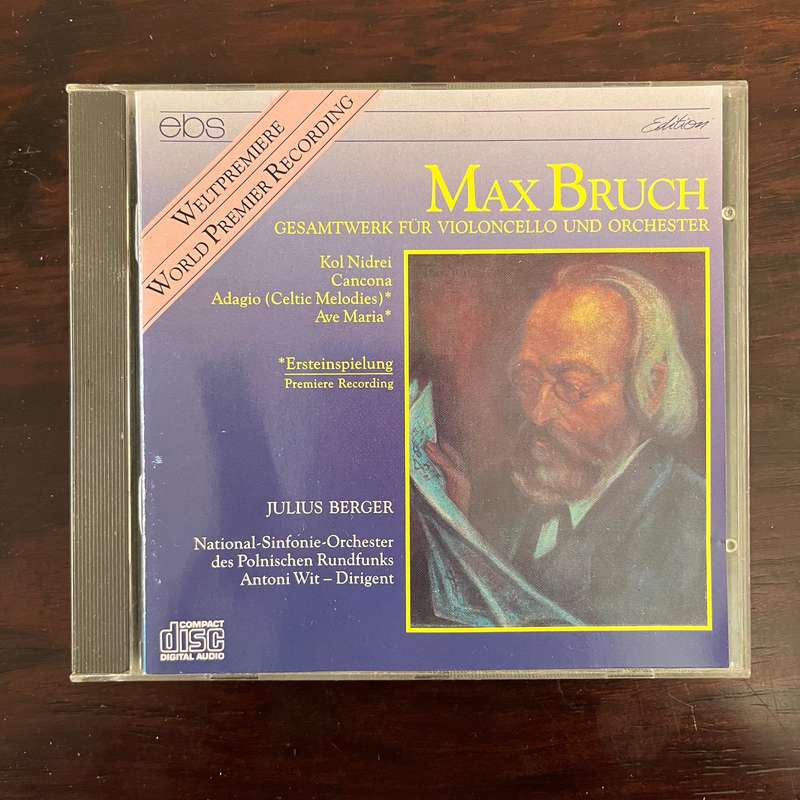 ebs
Edition
WELTPREMIERE
WORLD PREMIER RECORDING
MAX BRUCH
GESAMTWERK FÜR VIOLONCELLO UND ORCHESTER
Kol Nidrei
Cancona
Adagio (Celtic Melodies)*
Ave Maria*
*Ersteinspielung
Premiere Recording
JULIUS BERGER
National-Sinfonie-Orchester
des Polnischen Rundfunks
Antoni Wit – Dirigent
COMPACT
disc
DIGITAL AUDIO